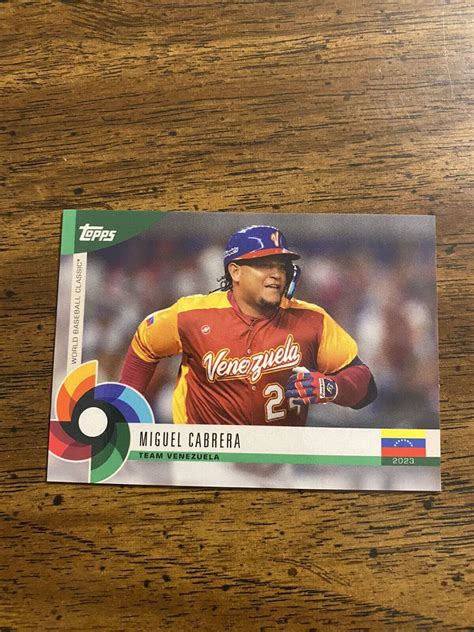 Topps
WORLD BASEBALL CLASSIC®
Venezuela
24
MIGUEL CABRERA
TEAM VENEZUELA
2023